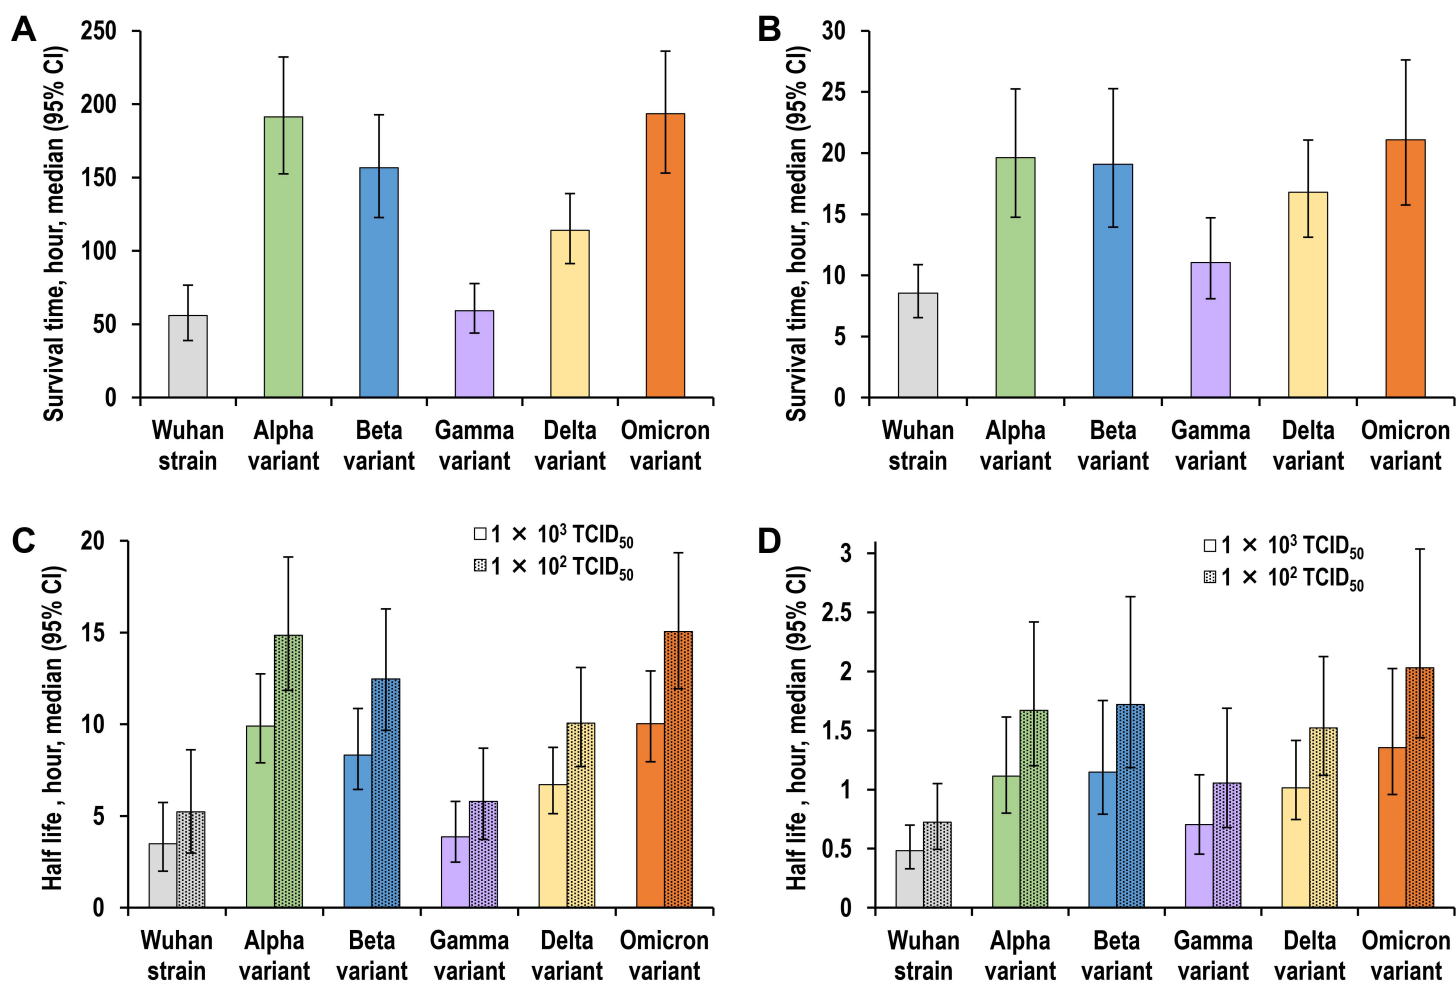 A
Survival time, hour, median (95% CI)
250
200
150
100
50
0
Wuhan strain
Alpha variant
Beta variant
Gamma variant
Delta variant
Omicron variant
B
Survival time, hour, median (95% CI)
30
25
20
15
10
5
0
Wuhan strain
Alpha variant
Beta variant
Gamma variant
Delta variant
Omicron variant
C
Half life , hour, median (95% CI)
20
15
10
5
0
1 × 10³ TCID₅₀
1 × 10² TCID₅₀
Wuhan strain
Alpha variant
Beta variant
Gamma variant
Delta variant
Omicron variant
D
Half life , hour, median (95% CI)
3
2.5
2
1.5
1
0.5
0
1 × 10³ TCID₅₀
1 × 10² TCID₅₀
Wuhan strain
Alpha variant
Beta variant
Gamma variant
Delta variant
Omicron variant